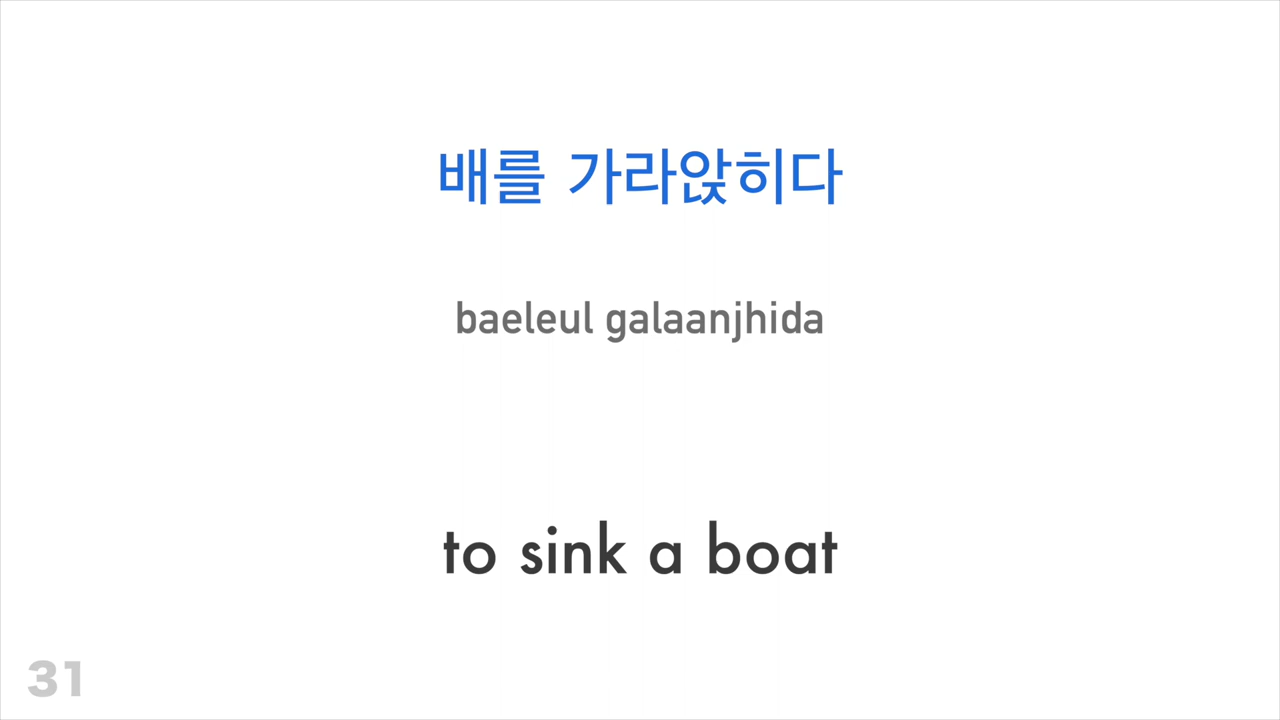 배를 가라앉히다
baeleul galaanjhida
to sink a boat
31